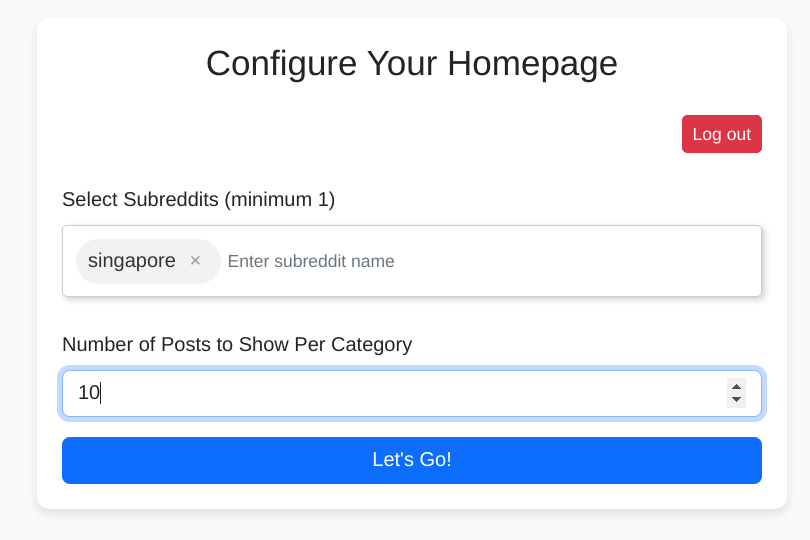 Configure Your Homepage
Log out
Select Subreddits (minimum 1)
singapore × Enter subreddit name
Number of Posts to Show Per Category
10
Let's Go!